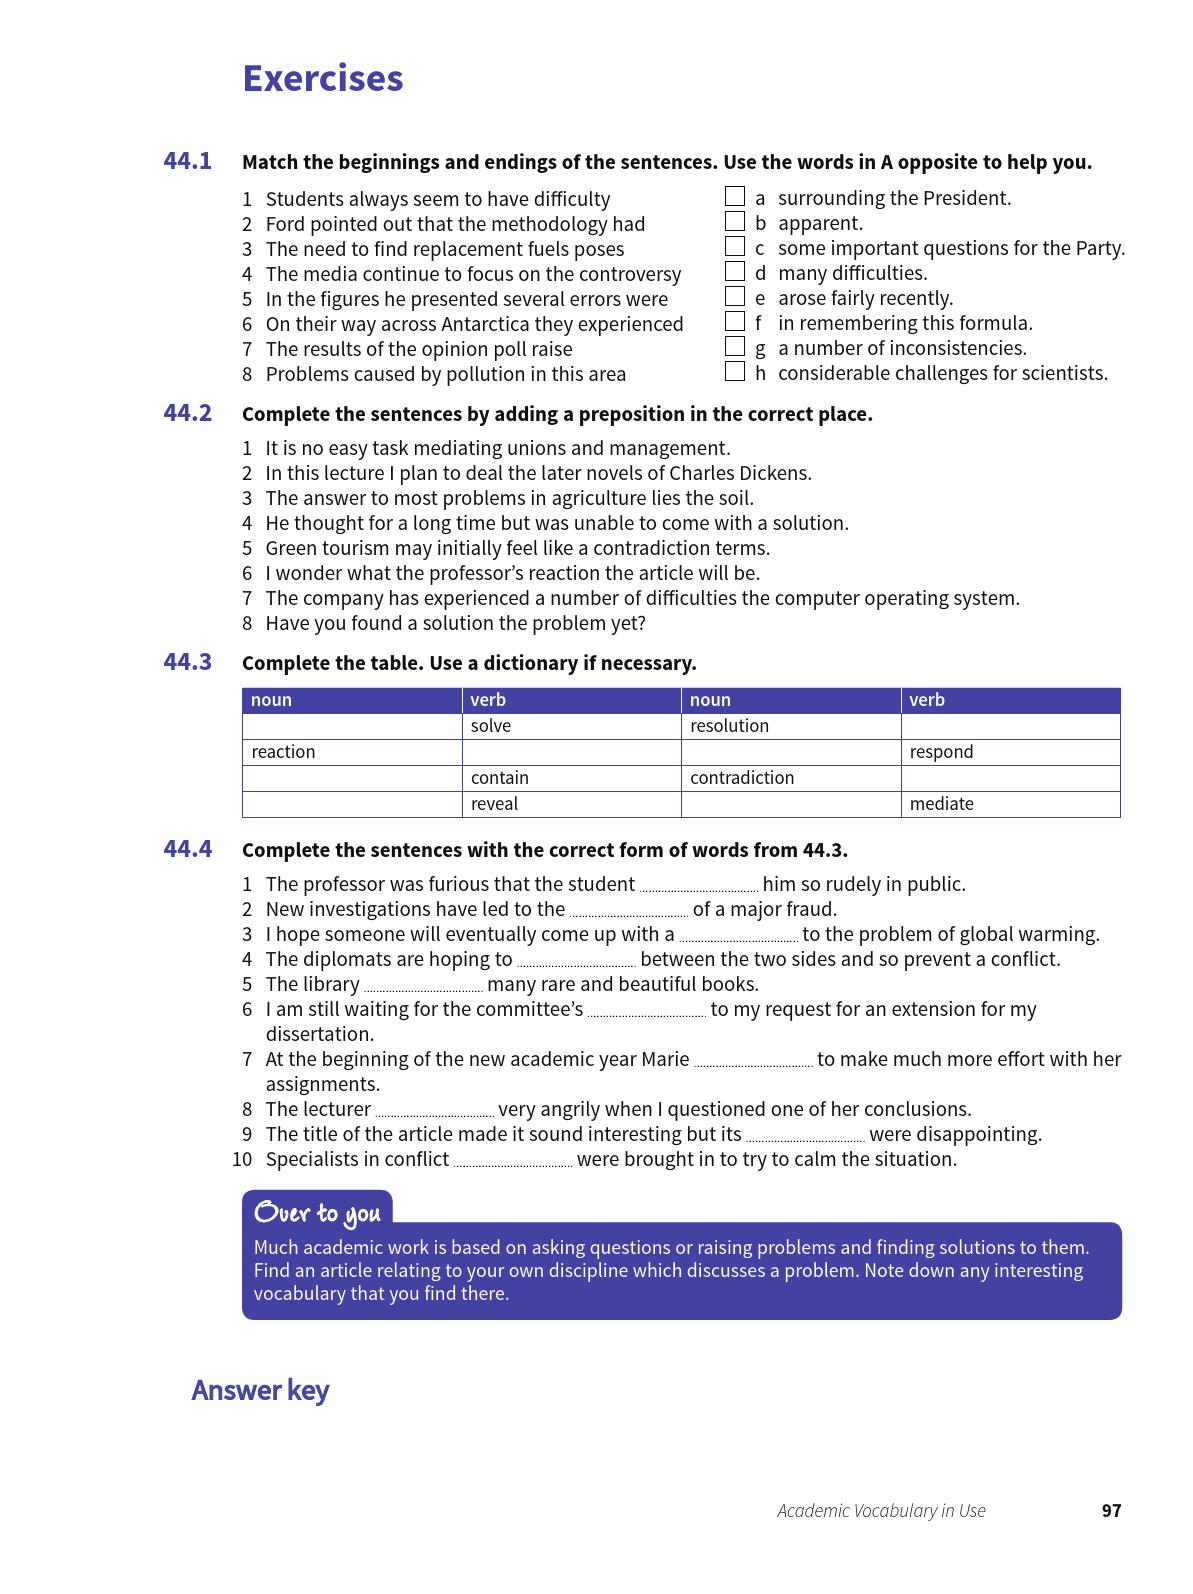 Exercises
44.1 Match the beginnings and endings of the sentences. Use the words in A opposite to help you.
1 Students always seem to have difficulty
2 Ford pointed out that the methodology had
3 The need to find replacement fuels poses
4 The media continue to focus on the controversy
5 In the figures he presented several errors were
6 On their way across Antarctica they experienced
7 The results of the opinion poll raise
8 Problems caused by pollution in this area
a surrounding the President.
b apparent.
c some important questions for the Party.
d many difficulties.
e arose fairly recently.
f in remembering this formula.
g a number of inconsistencies.
h considerable challenges for scientists.
44.2 Complete the sentences by adding a preposition in the correct place.
1 It is no easy task mediating unions and management.
2 In this lecture I plan to deal the later novels of Charles Dickens.
3 The answer to most problems in agriculture lies the soil.
4 He thought for a long time but was unable to come with a solution.
5 Green tourism may initially feel like a contradiction terms.
6 I wonder what the professor’s reaction the article will be.
7 The company has experienced a number of difficulties the computer operating system.
8 Have you found a solution the problem yet?
44.3 Complete the table. Use a dictionary if necessary.
noun verb noun verb
solve resolution
reaction respond
contain contradiction
reveal mediate
44.4 Complete the sentences with the correct form of words from 44.3.
1 The professor was furious that the student .............................. him so rudely in public.
2 New investigations have led to the .............................. of a major fraud.
3 I hope someone will eventually come up with a .............................. to the problem of global warming.
4 The diplomats are hoping to .............................. between the two sides and so prevent a conflict.
5 The library .............................. many rare and beautiful books.
6 I am still waiting for the committee’s .............................. to my request for an extension for my
dissertation.
7 At the beginning of the new academic year Marie .............................. to make much more effort with her
assignments.
8 The lecturer .............................. very angrily when I questioned one of her conclusions.
9 The title of the article made it sound interesting but its .............................. were disappointing.
10 Specialists in conflict .............................. were brought in to try to calm the situation.
Over to you
Much academic work is based on asking questions or raising problems and finding solutions to them.
Find an article relating to your own discipline which discusses a problem. Note down any interesting
vocabulary that you find there.
Answer key
Academic Vocabulary in Use 97